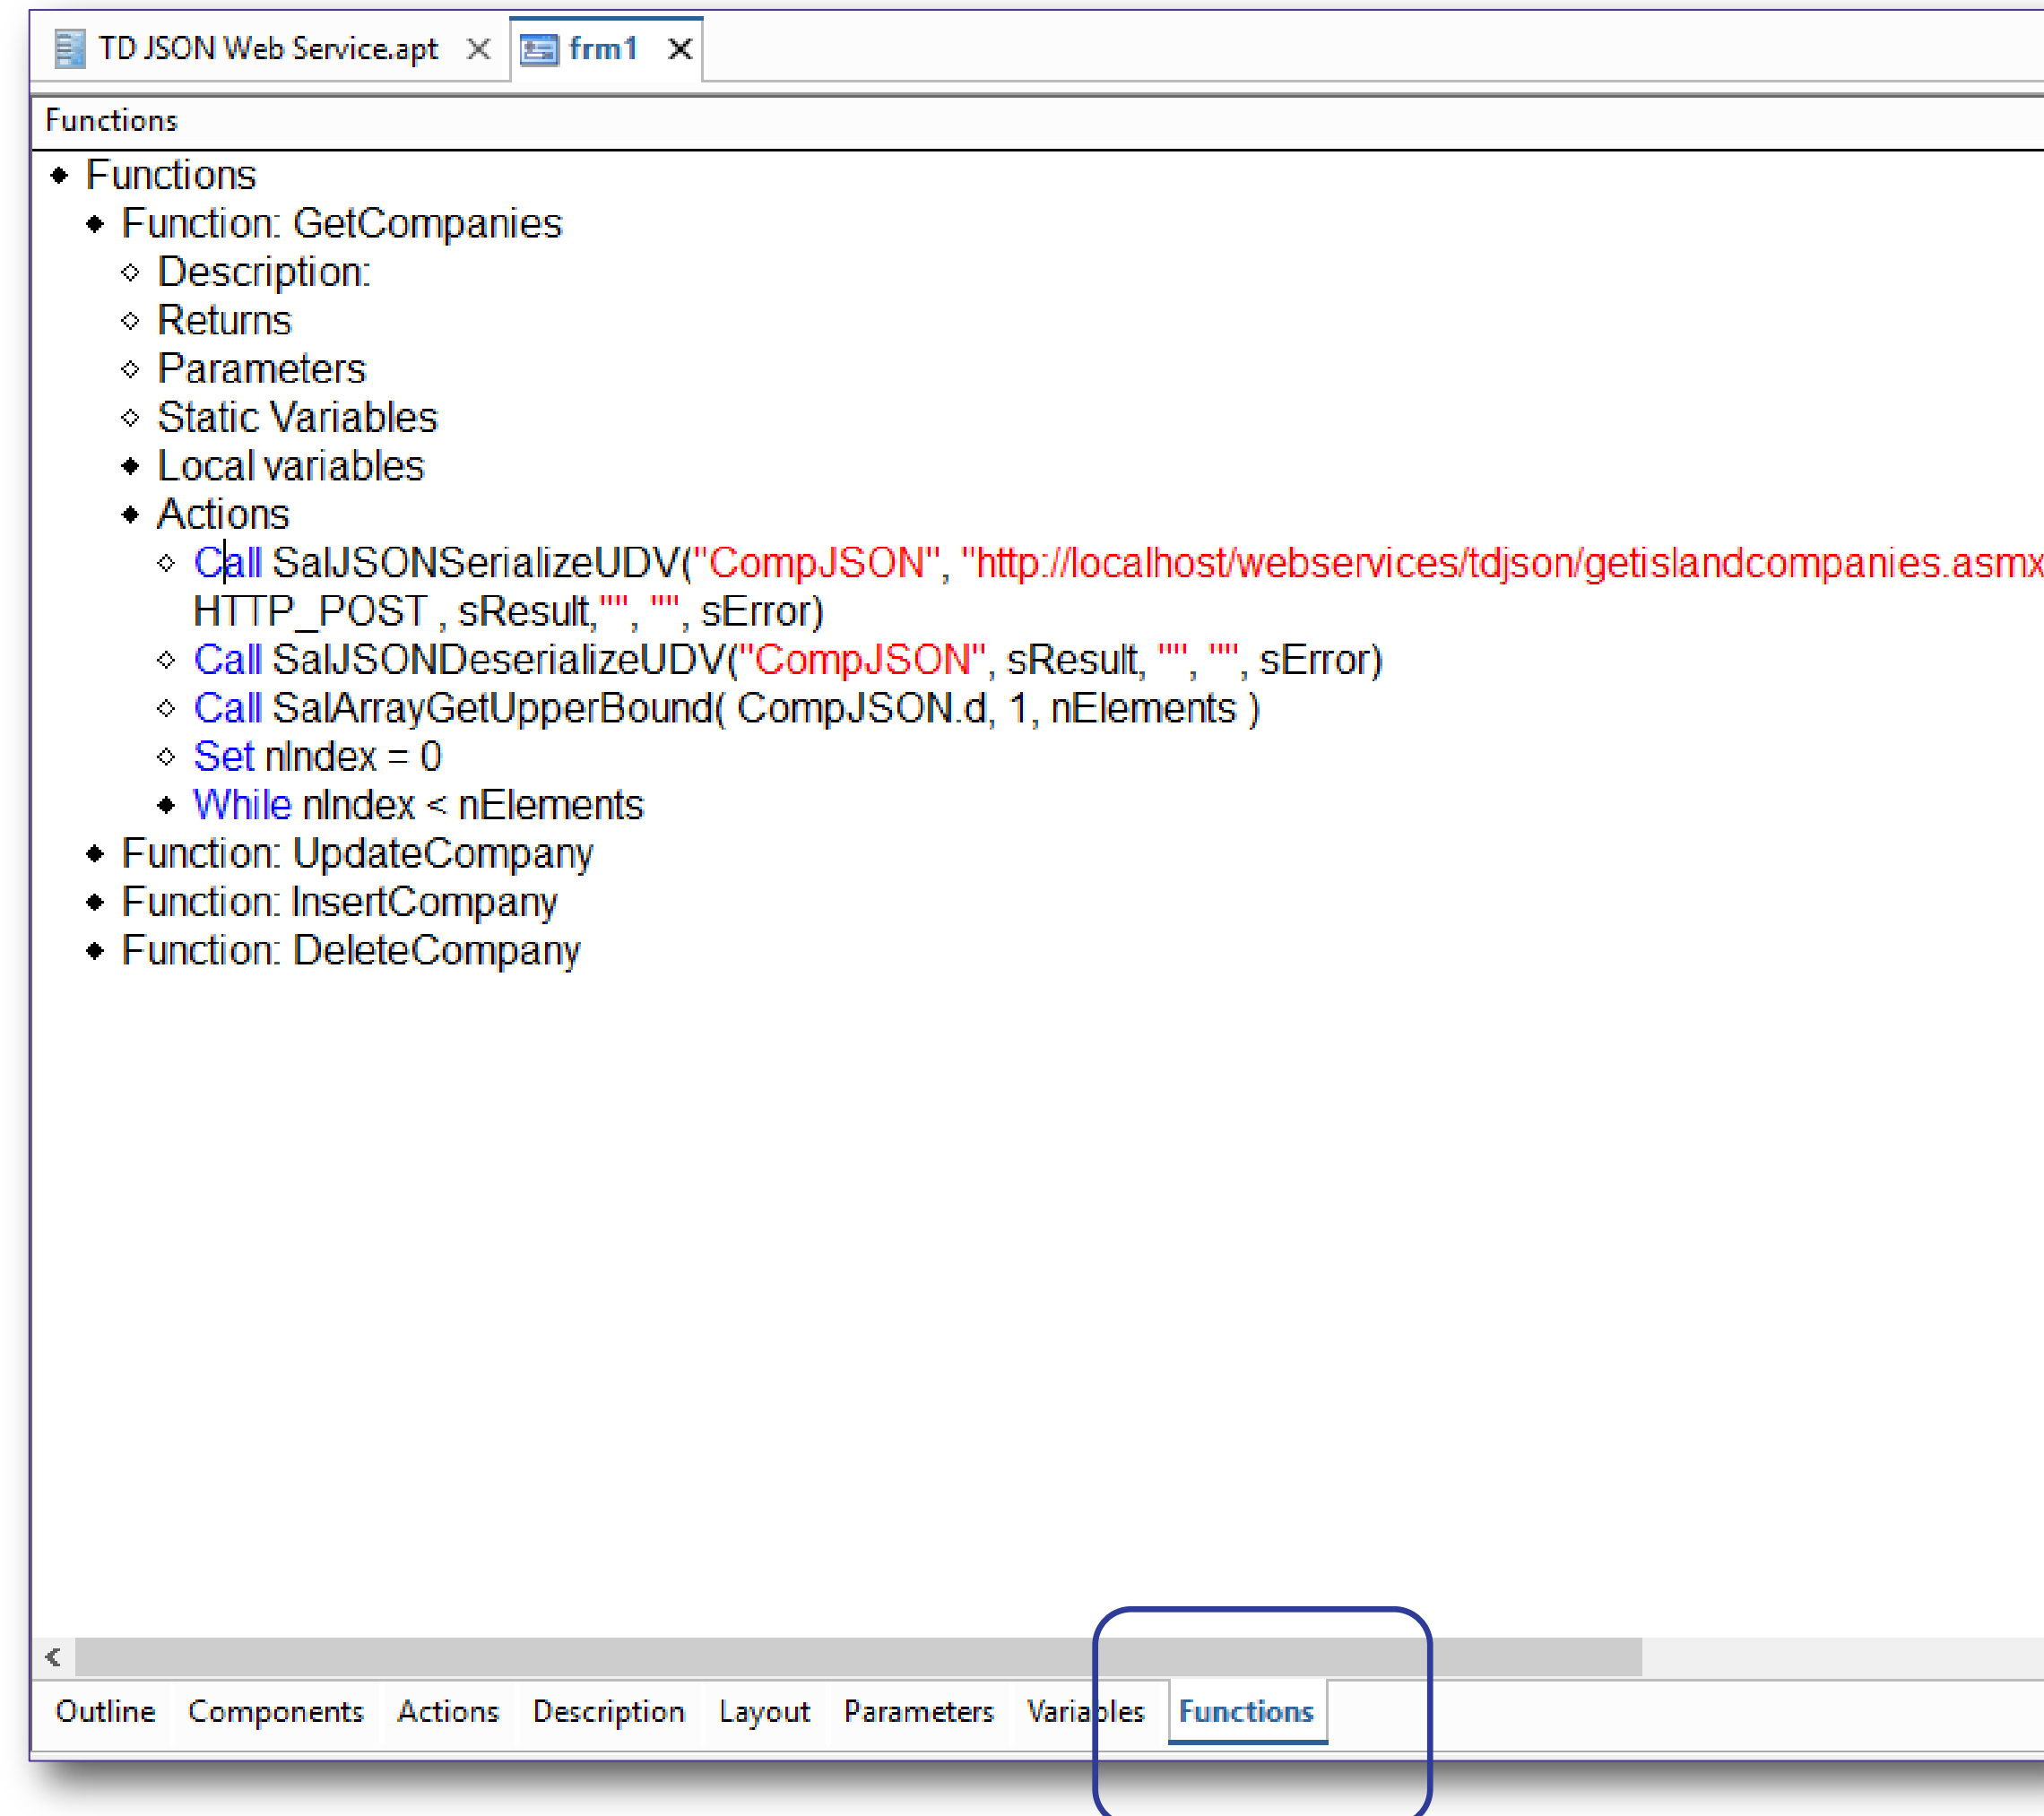 TD JSON Web Service.apt frm1
Functions
Functions
Function: GetCompanies
Description:
Returns
Parameters
Static Variables
Local variables
Actions
Call SalJSONSerializeUDV("CompJSON", "http://localhost/webservices/tdjson/getislandcompanies.asmx
HTTP_POST , sResult,"", "", sError)
Call SalJSONDeserializeUDV("CompJSON", sResult, "", "", sError)
Call SalArrayGetUpperBound( CompJSON.d, 1, nElements )
Set nIndex = 0
While nIndex < nElements
Function: UpdateCompany
Function: InsertCompany
Function: DeleteCompany
Outline Components Actions Description Layout Parameters Variables Functions